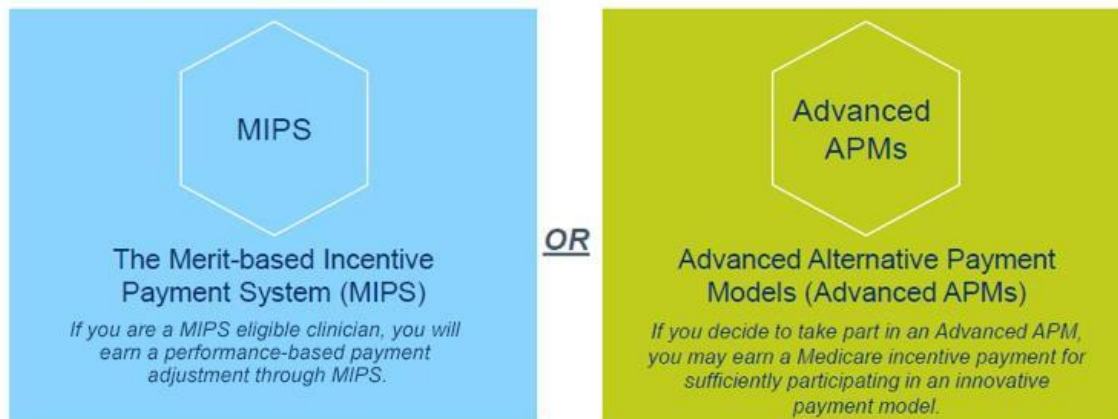 MIPS
The Merit-based Incentive
Payment System (MIPS)
If you are a MIPS eligible clinician, you will
earn a performance-based payment
adjustment through MIPS.
OR
Advanced
APMs
Advanced Alternative Payment
Models (Advanced APMs)
If you decide to take part in an Advanced APM,
you may earn a Medicare incentive payment for
sufficiently participating in an innovative
payment model.